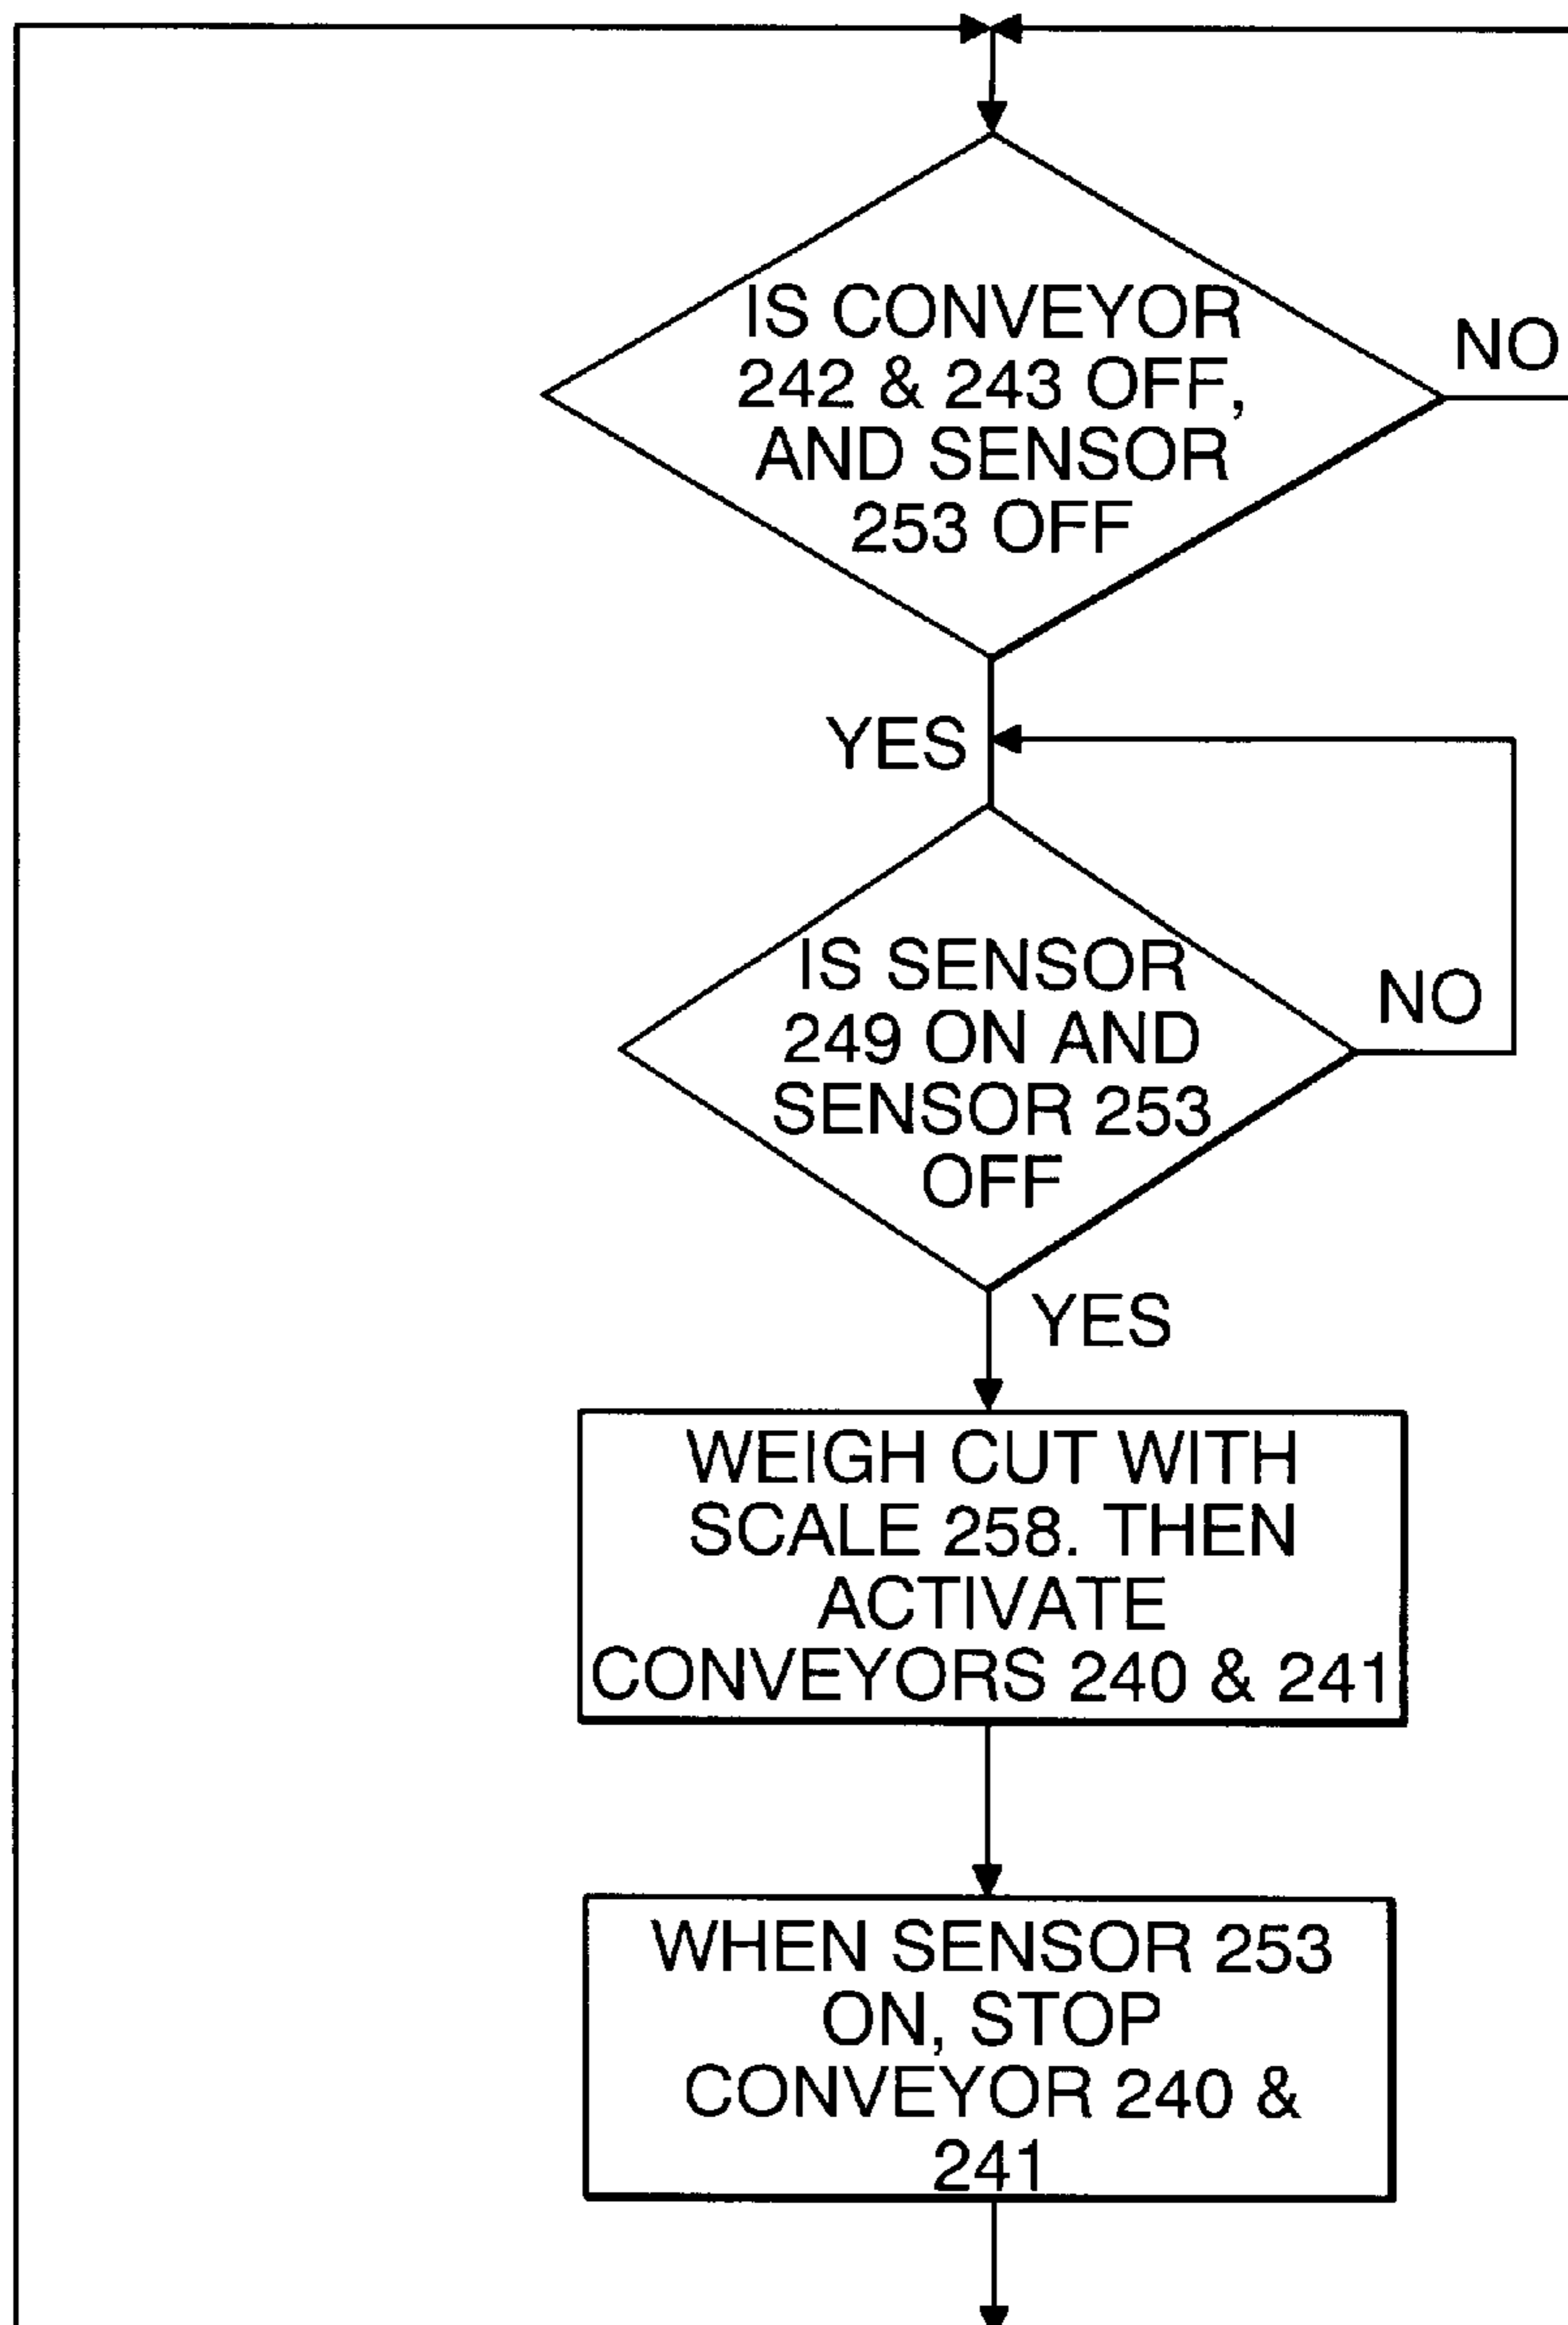 IS CONVEYOR
242 & 243 OFF,
AND SENSOR
253 OFF
NO
YES
IS SENSOR
249 ON AND
SENSOR 253
OFF
NO
YES
WEIGH CUT WITH
SCALE 258. THEN
ACTIVATE
CONVEYORS 240 & 241
WHEN SENSOR 253
ON, STOP
CONVEYOR 240 &
241